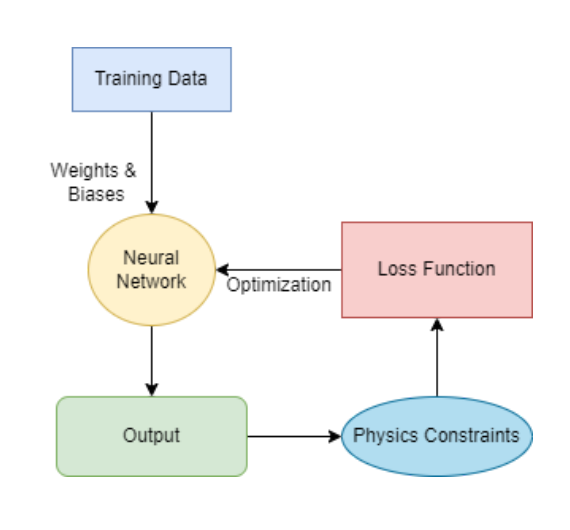 Training Data
Weights &
Biases
Neural
Network
Optimization
Loss Function
Output
Physics Constraints